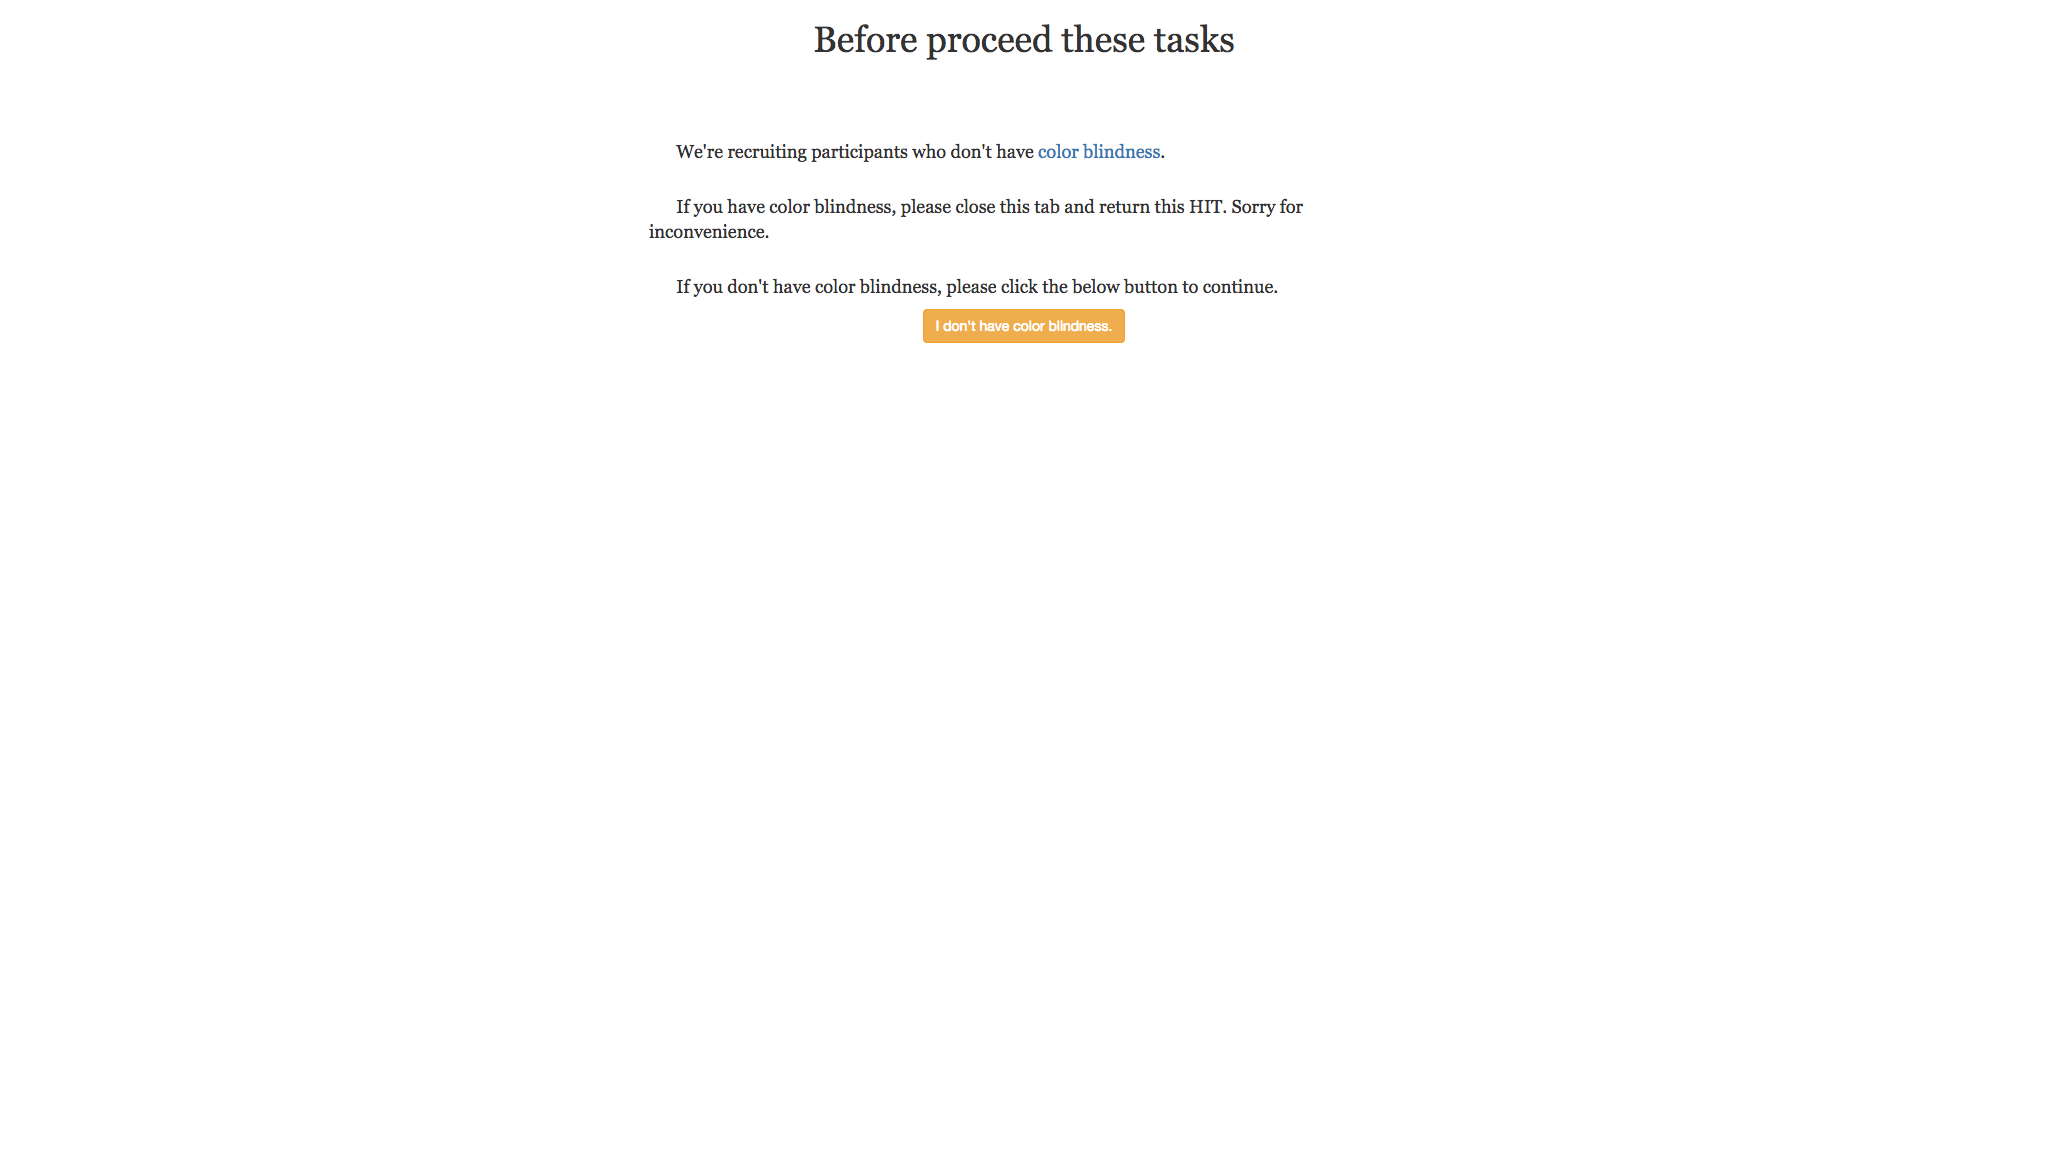 Before proceed these tasks
We're recruiting participants who don't have color blindness.
If you have color blindness, please close this tab and return this HIT. Sorry for
inconvenience.
If you don't have color blindness, please click the below button to continue.
I don't have color blindness.